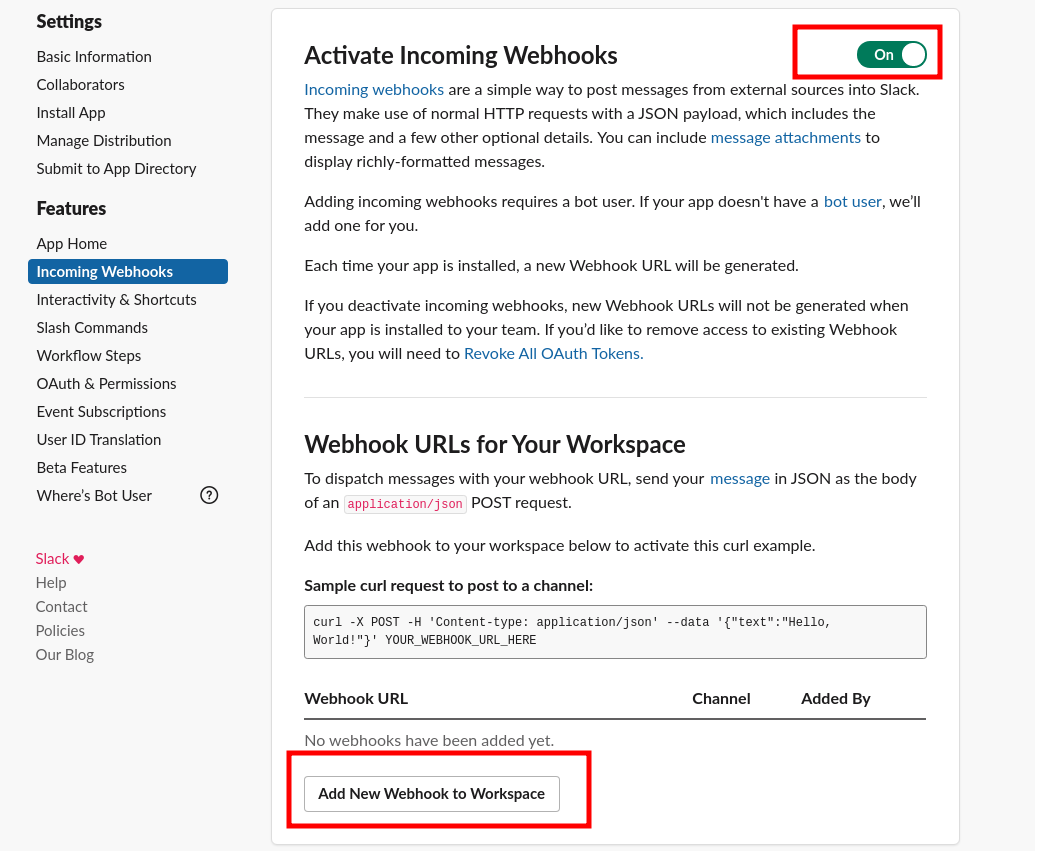 Settings
Basic Information
Collaborators
Install App
Manage Distribution
Submit to App Directory
Features
App Home
Incoming Webhooks
Interactivity & Shortcuts
Slash Commands
Workflow Steps
OAuth & Permissions
Event Subscriptions
User ID Translation
Beta Features
Where’s Bot User ?
Slack ♥
Help
Contact
Policies
Our Blog
Activate Incoming Webhooks
On
Incoming webhooks are a simple way to post messages from external sources into Slack.
They make use of normal HTTP requests with a JSON payload, which includes the
message and a few other optional details. You can include message attachments to
display richly-formatted messages.
Adding incoming webhooks requires a bot user. If your app doesn't have a bot user, we’ll
add one for you.
Each time your app is installed, a new Webhook URL will be generated.
If you deactivate incoming webhooks, new Webhook URLs will not be generated when
your app is installed to your team. If you’d like to remove access to existing Webhook
URLs, you will need to Revoke All OAuth Tokens.
Webhook URLs for Your Workspace
To dispatch messages with your webhook URL, send your message in JSON as the body
of an application/json POST request.
Add this webhook to your workspace below to activate this curl example.
Sample curl request to post to a channel:
curl -X POST -H 'Content-type: application/json' --data '{"text":"Hello,
World!"}' YOUR_WEBHOOK_URL_HERE
Webhook URL Channel Added By
No webhooks have been added yet.
Add New Webhook to Workspace